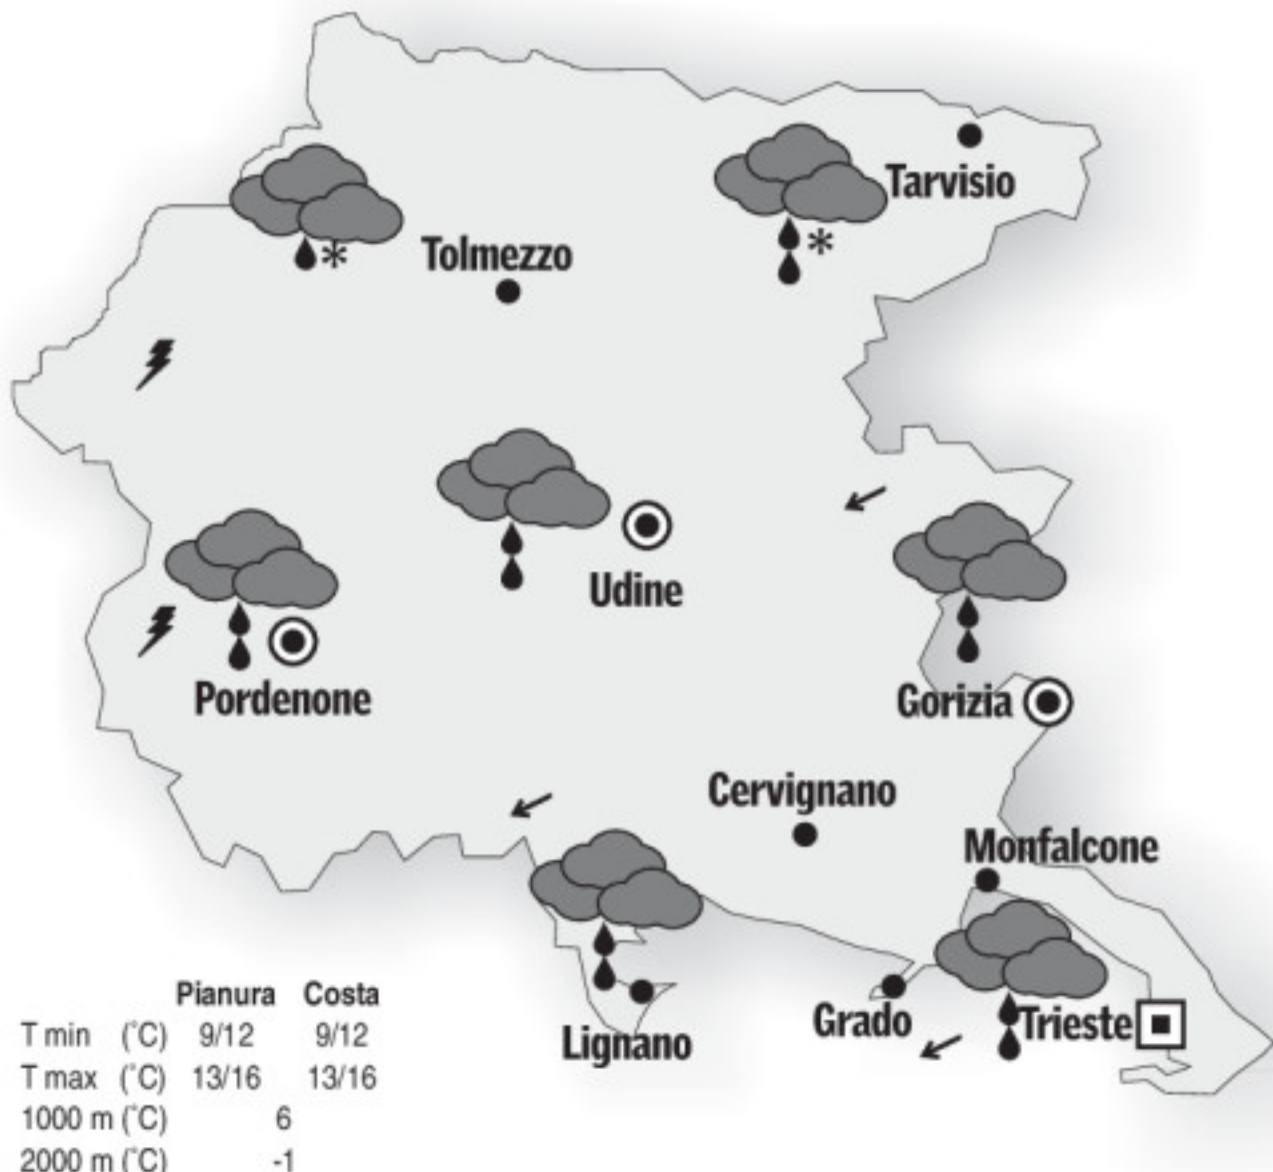 Tarvisio
Tolmezzo
Udine
Pordenone
Gorizia
Cervignano
Monfalcone
Grado
Trieste
Lignano
Pianura Costa
T min (°C) 9/12 9/12
T max (°C) 13/16 13/16
1000 m (°C) 6
2000 m (°C) -1